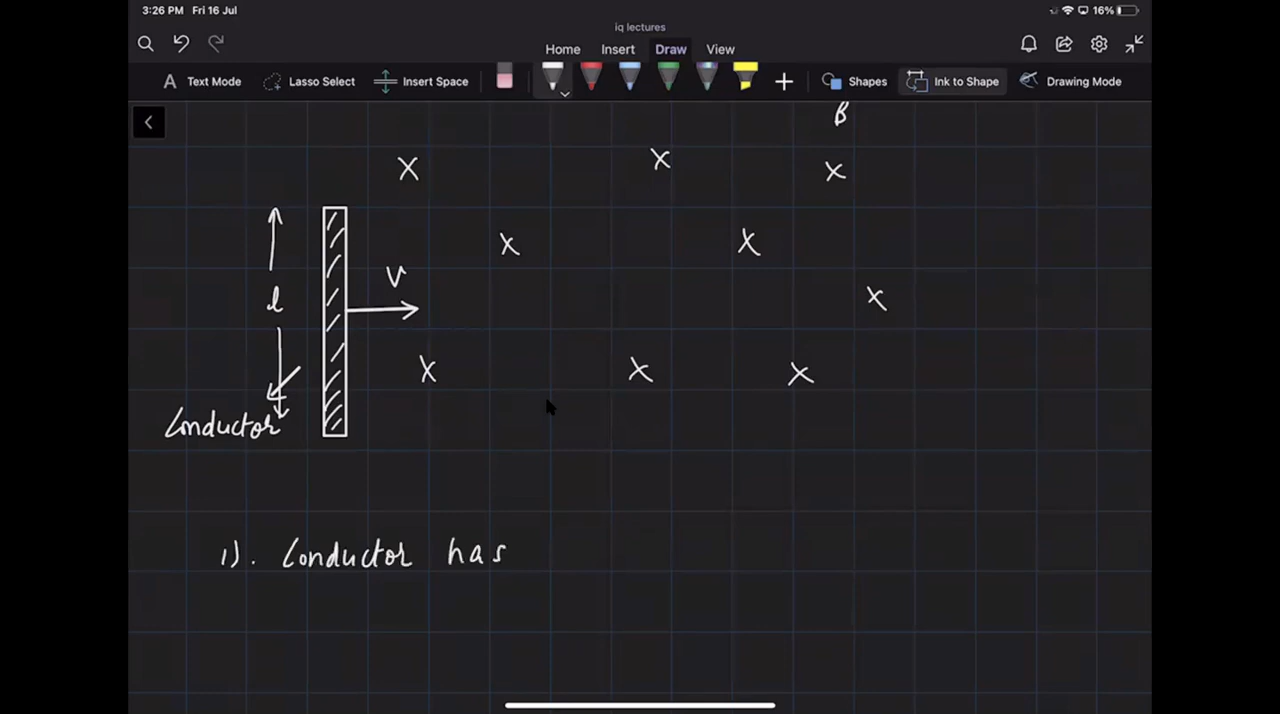 3:26 PM Fri 16 Jul
16%
iq lectures
Home Insert Draw View
Text Mode Lasso Select Insert Space Shapes Ink to Shape Drawing Mode
B
X X X
X X
V
l
X
X X X
Conductor
1). Conductor has